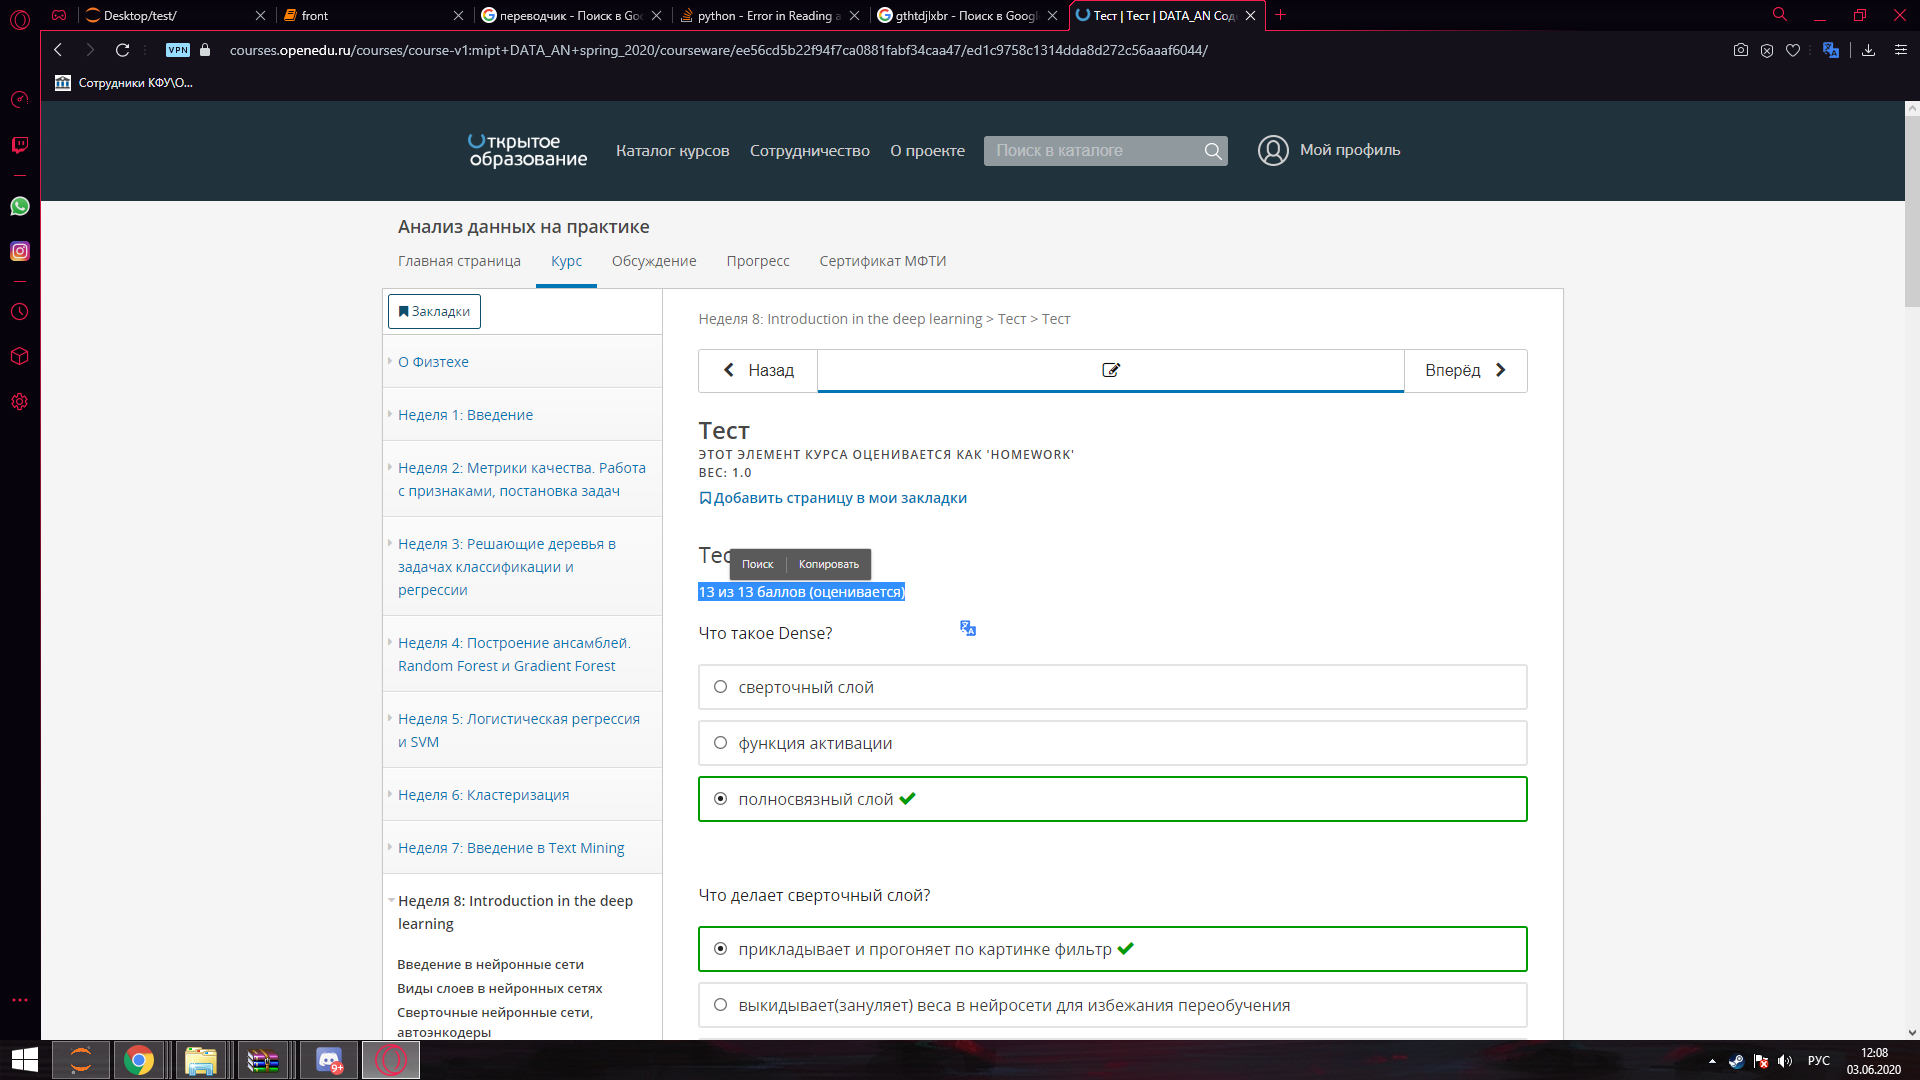 Desktop/test/
front
переводчик - Поиск в Goo
python - Error in Reading a
gthtdjlxbr - Поиск в Google
Тест | Тест | DATA_AN Сод
VPN
courses.openedu.ru/courses/course-v1:mipt+DATA_AN+spring_2020/courseware/ee56cd5b22f94f7ca0881fabf34caa47/ed1c9758c1314dda8d272c56aaaf6044/
Сотрудники КФУ\О...
Открытое
образование
Каталог курсов
Сотрудничество
О проекте
Поиск в каталоге
Мой профиль
Анализ данных на практике
Главная страница
Курс
Обсуждение
Прогресс
Сертификат МФТИ
Закладки
О Физтехе
Неделя 1: Введение
Неделя 2: Метрики качества. Работа
с признаками, постановка задач
Неделя 3: Решающие деревья в
задачах классификации и
регрессии
Неделя 4: Построение ансамблей.
Random Forest и Gradient Forest
Неделя 5: Логистическая регрессия
и SVM
Неделя 6: Кластеризация
Неделя 7: Введение в Text Mining
Неделя 8: Introduction in the deep
learning
Введение в нейронные сети
Виды слоев в нейронных сетях
Сверточные нейронные сети,
автоэнкодеры
Неделя 8: Introduction in the deep learning > Тест > Тест
Назад
Вперёд
Тест
ЭТОТ ЭЛЕМЕНТ КУРСА ОЦЕНИВАЕТСЯ КАК 'HOMEWORK'
ВЕС: 1.0
Добавить страницу в мои закладки
Тес
Поиск
Копировать
13 из 13 баллов (оценивается)
Что такое Dense?
сверточный слой
функция активации
полносвязный слой
Что делает сверточный слой?
прикладывает и прогоняет по картинке фильтр
выкидывает(зануляет) веса в нейросети для избежания переобучения
9+
РУС
12:08
03.06.2020